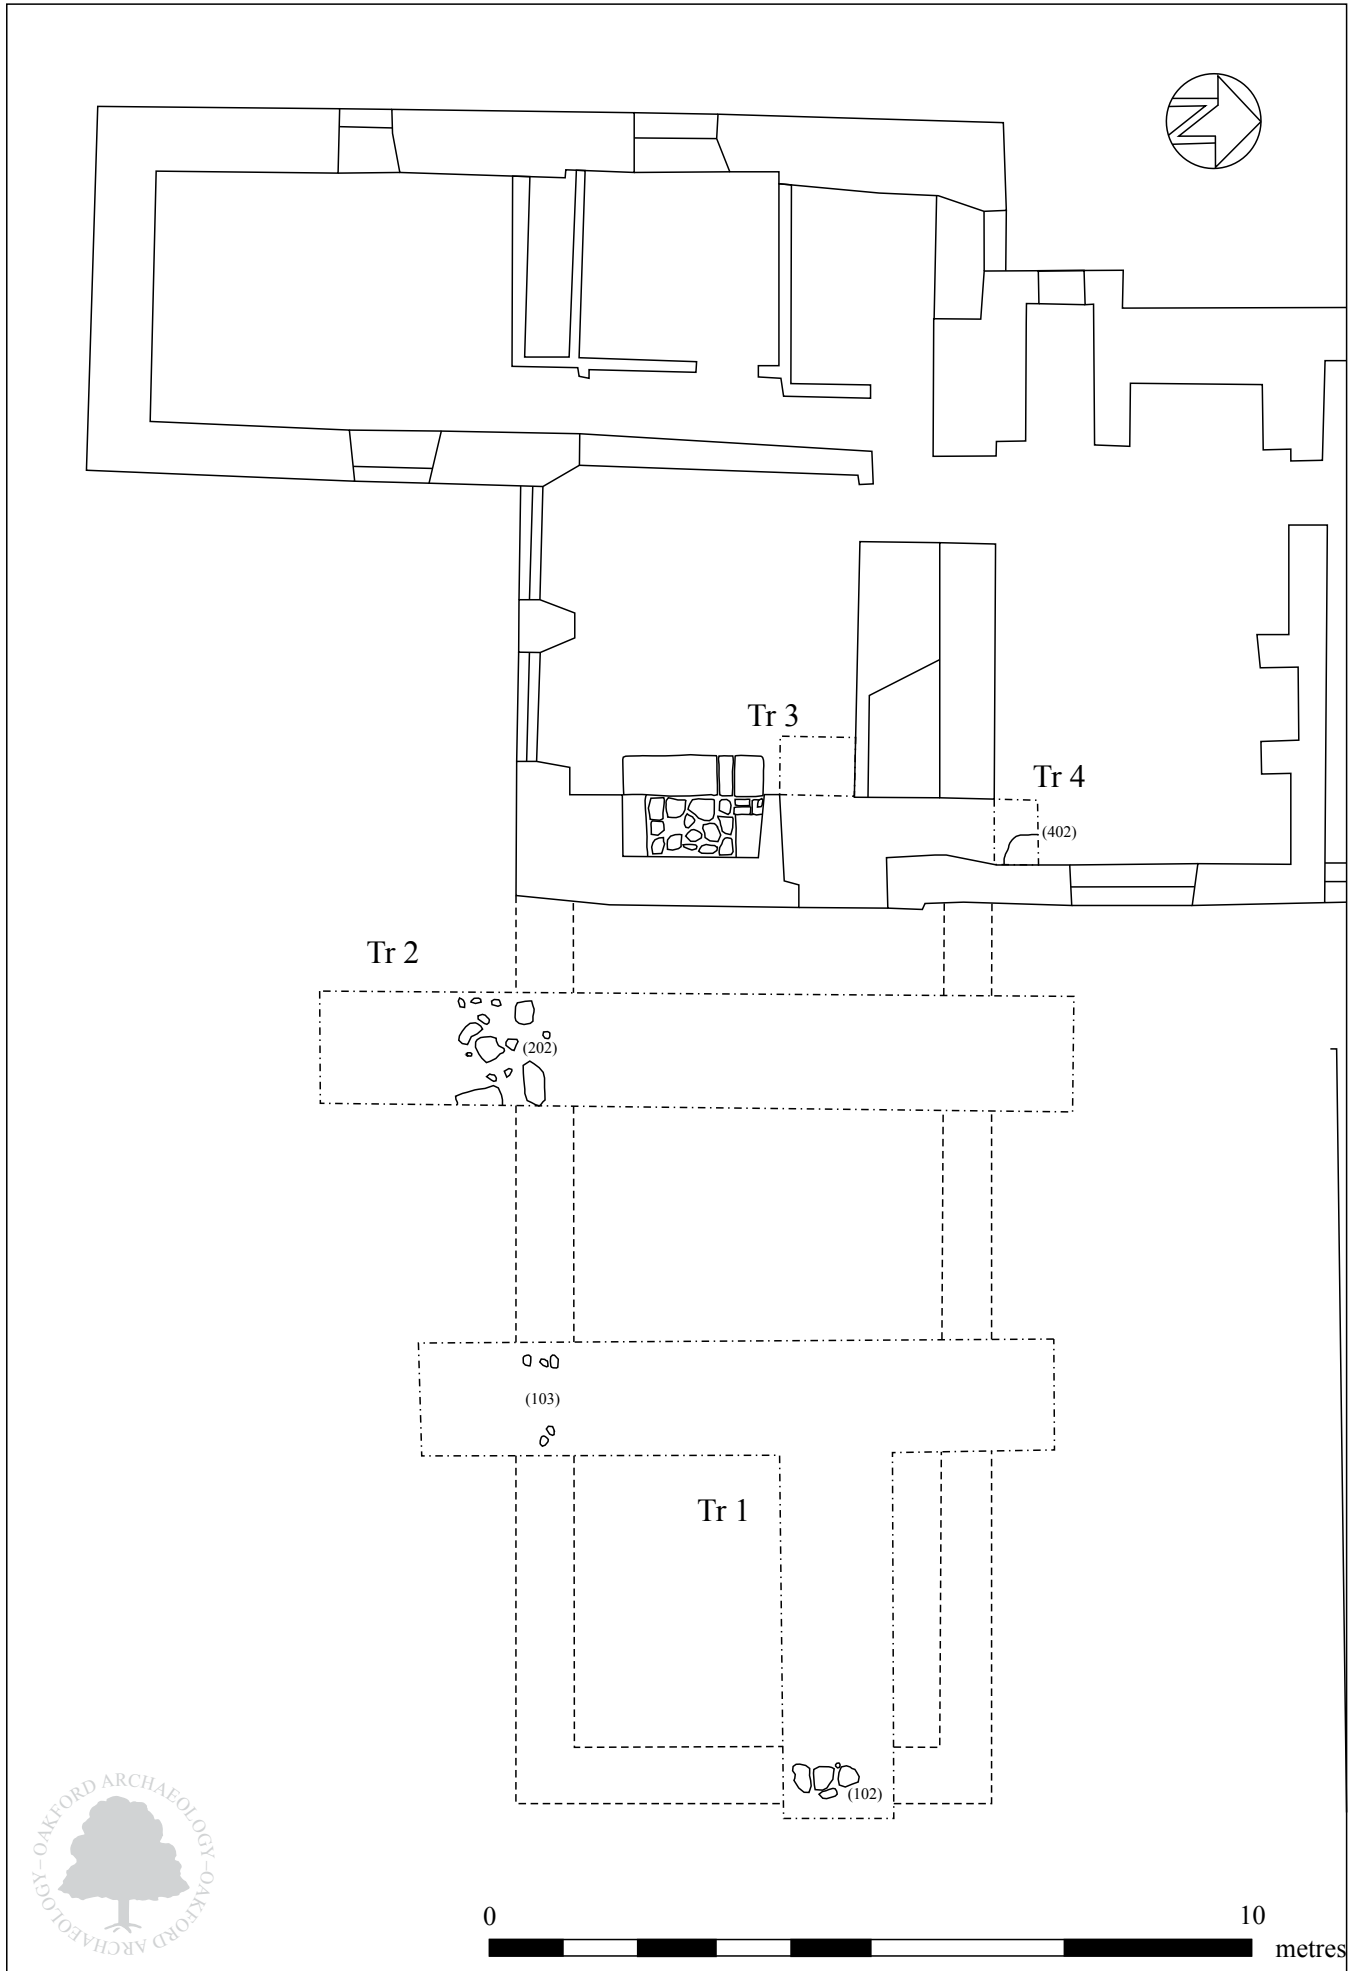 N
Tr 3
Tr 4
(402)
Tr 2
(202)
(103)
Tr 1
(102)
OAKFORD ARCHAEOLOGY – OAKFORD ARCHAEOLOGY –
0 10
metres